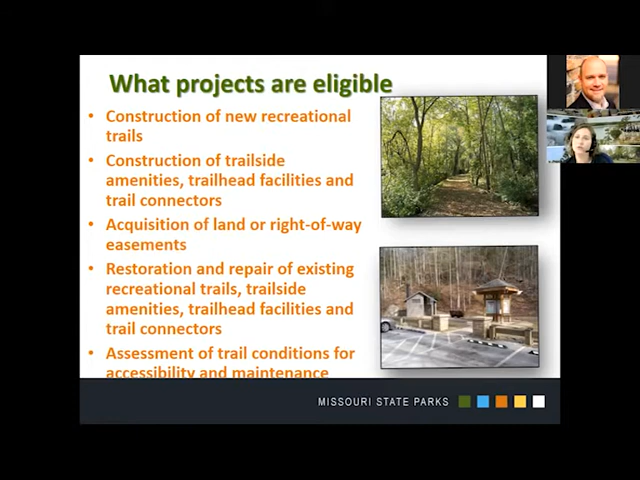 What projects are eligible
• Construction of new recreational
trails
• Construction of trailside
amenities, trailhead facilities and
trail connectors
• Acquisition of land or right-of-way
easements
• Restoration and repair of existing
recreational trails, trailside
amenities, trailhead facilities and
trail connectors
• Assessment of trail conditions for
accessibility and maintenance
MISSOURI STATE PARKS